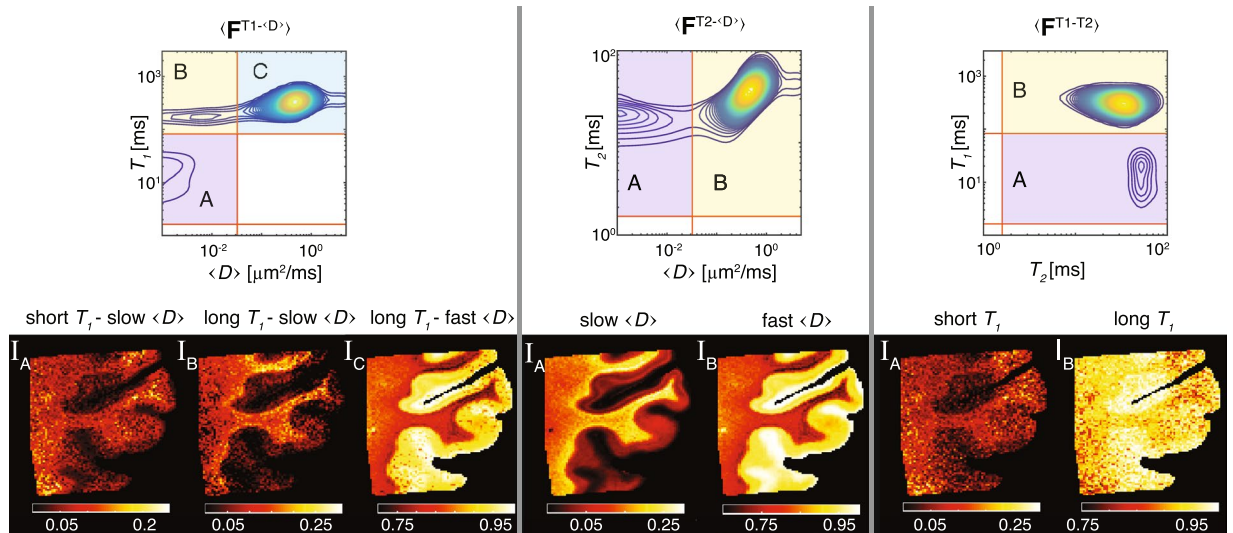 ⟨F^T1-⟨D⟩⟩
B
C
A
10^3
10^1
T_1 [ms]
10^-2
10^0
⟨D⟩ [μm^2/ms]
short T_1 - slow ⟨D⟩
long T_1 - slow ⟨D⟩
long T_1 - fast ⟨D⟩
I_A
I_B
I_C
0.05
0.2
0.05
0.25
0.75
0.95
⟨F^T2-⟨D⟩⟩
10^2
A
B
10^0
T_2 [ms]
10^-2
10^0
⟨D⟩ [μm^2/ms]
slow ⟨D⟩
fast ⟨D⟩
I_A
I_B
0.05
0.25
0.75
0.95
⟨F^T1-T2⟩
10^3
B
A
10^1
T_1 [ms]
10^0
10^2
T_2 [ms]
short T_1
long T_1
I_A
I_B
0.05
0.25
0.75
0.95